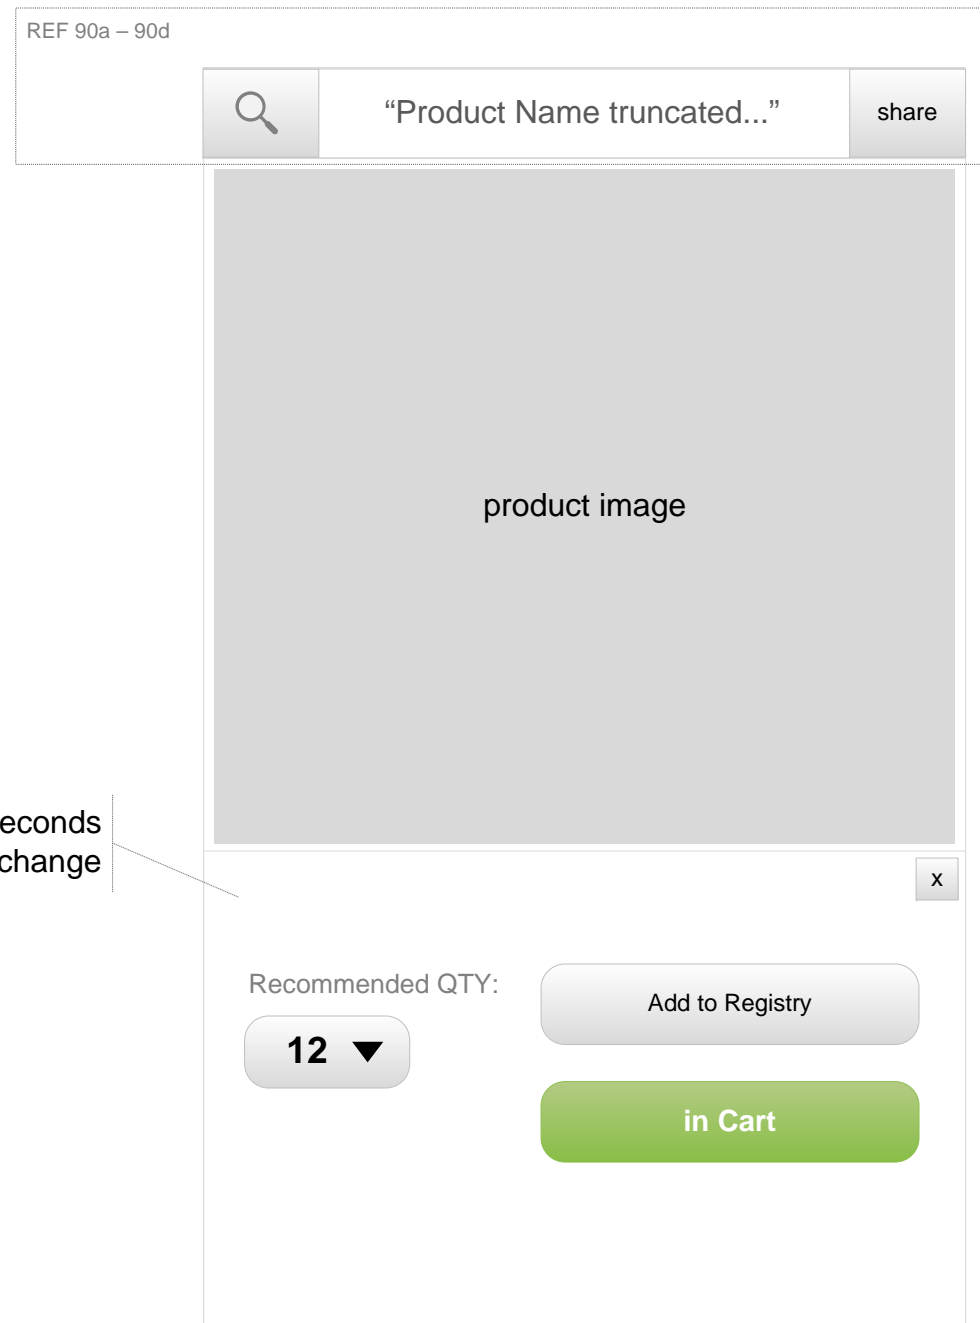 REF 90a – 90d
“Product Name truncated...”
share
product image
econds
change
x
Recommended QTY:
12
Add to Registry
in Cart